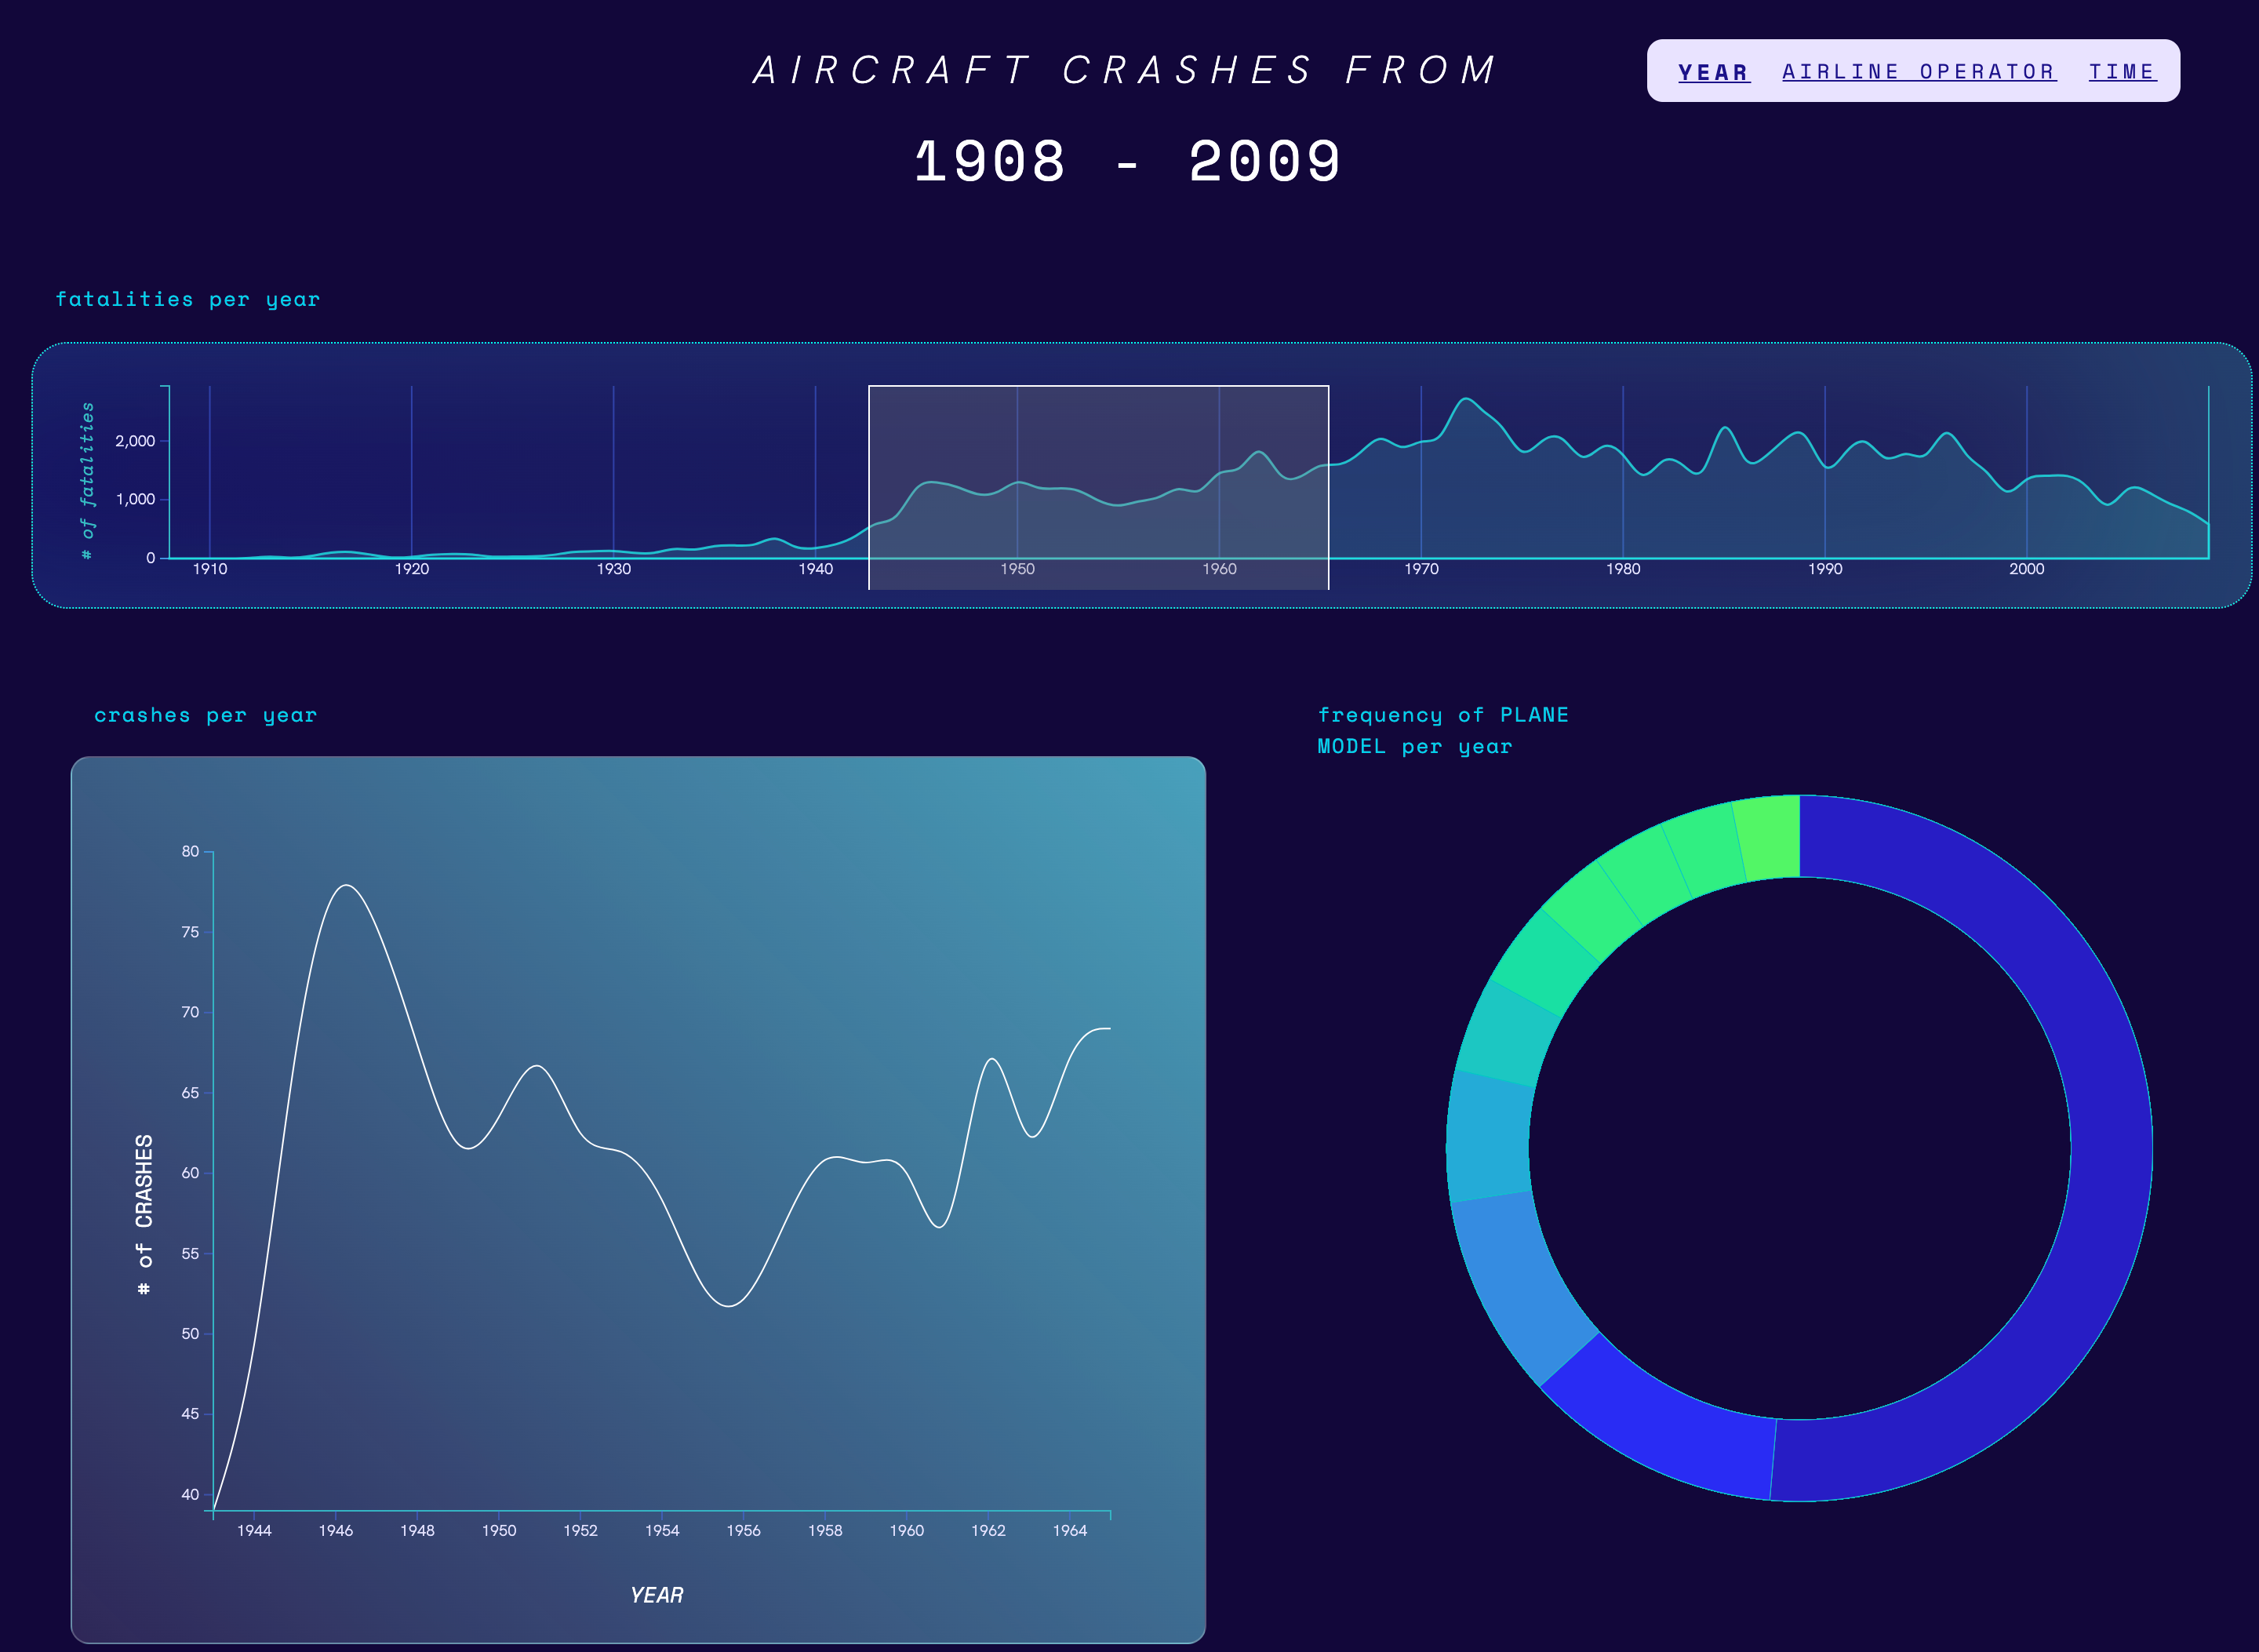 AIRCRAFT CRASHES FROM
YEAR AIRLINE OPERATOR TIME
1908 - 2009
fatalities per year
# of fatalities
2,000
1,000
0
1910 1920 1930 1940 1950 1960 1970 1980 1990 2000
crashes per year
frequency of PLANE
MODEL per year
# of CRASHES
80
75
70
65
60
55
50
45
40
1944 1946 1948 1950 1952 1954 1956 1958 1960 1962 1964
YEAR